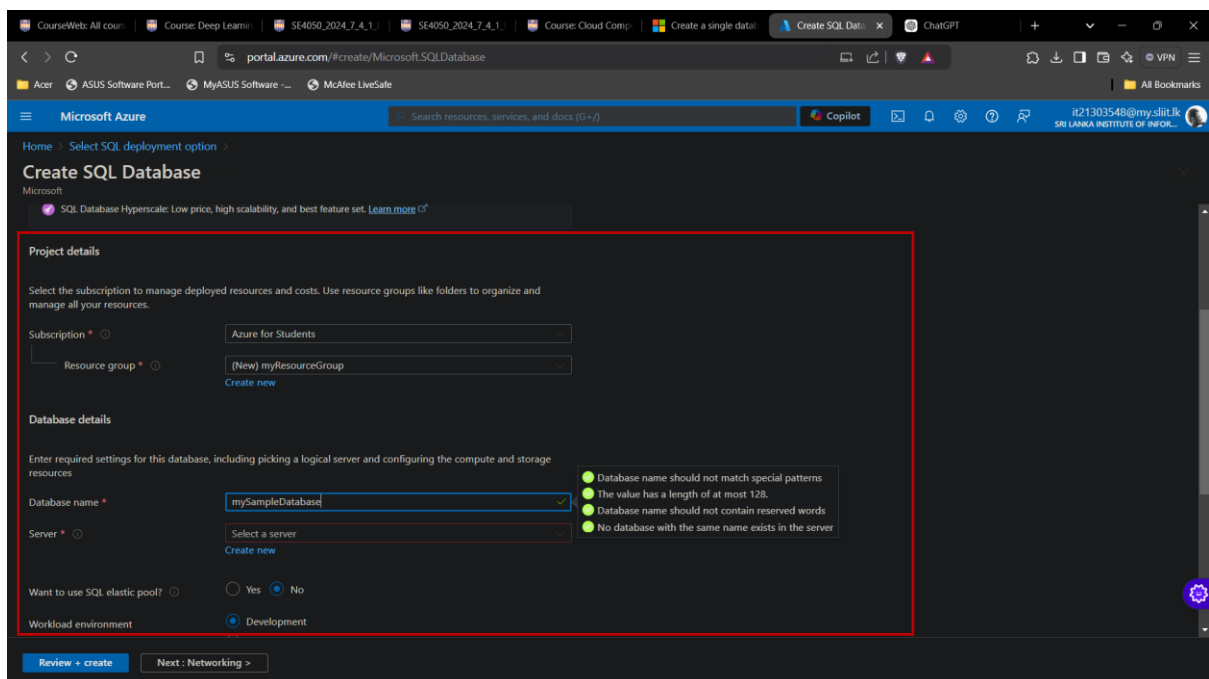 CourseWeb: All cours
Course: Deep Learnin
SE4050_2024_7_4_1_
SE4050_2024_7_4_1_
Course: Cloud Comp
Create a single datab
Create SQL Data
ChatGPT
portal.azure.com/#create/Microsoft.SQLDatabase
VPN
Acer
ASUS Software Port...
MyASUS Software -...
McAfee LiveSafe
All Bookmarks
Microsoft Azure
Search resources, services, and docs (G+/)
Copilot
it21303548@my.sliit.lk
SRI LANKA INSTITUTE OF INFOR...
Home > Select SQL deployment option >
Create SQL Database
Microsoft
SQL Database Hyperscale: Low price, high scalability, and best feature set. Learn more
Project details
Select the subscription to manage deployed resources and costs. Use resource groups like folders to organize and
manage all your resources.
Subscription *
Azure for Students
Resource group *
(New) myResourceGroup
Create new
Database details
Enter required settings for this database, including picking a logical server and configuring the compute and storage
resources
Database name *
mySampleDatabase
Database name should not match special patterns
The value has a length of at most 128.
Database name should not contain reserved words
No database with the same name exists in the server
Server *
Select a server
Create new
Want to use SQL elastic pool?
Yes
No
Workload environment
Development
Review + create
Next : Networking >